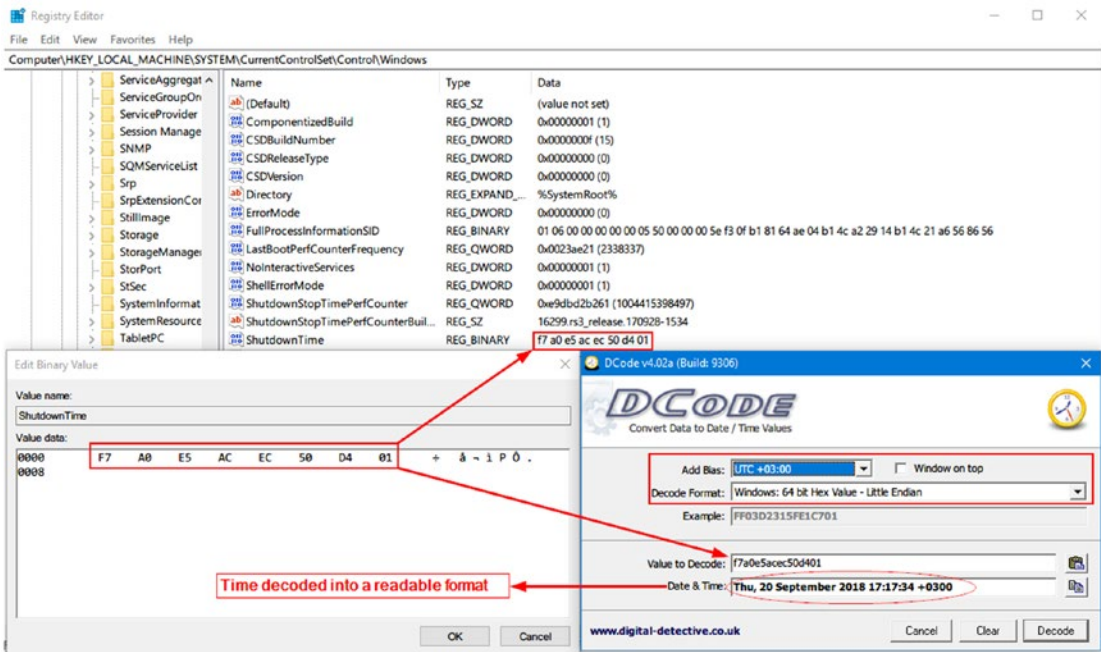 Registry Editor
File Edit View Favorites Help
Computer\HKEY_LOCAL_MACHINE\SYSTEM\CurrentControlSet\Control\Windows
ServiceAggregat
ServiceGroupOr
ServiceProvider
Session Manage
SNMP
SQMServiceList
Srp
SrpExtensionCor
StillImage
Storage
StorageManage
StorPort
StSec
SystemInformat
SystemResource
TabletPC
Name Type Data
(Default) REG_SZ (value not set)
ComponentizedBuild REG_DWORD 0x00000001 (1)
CSDBuildNumber REG_DWORD 0x0000000f (15)
CSDReleaseType REG_DWORD 0x00000000 (0)
CSDVersion REG_DWORD 0x00000000 (0)
Directory REG_EXPAND_... %SystemRoot%
ErrorMode REG_DWORD 0x00000000 (0)
FullProcessInformationSID REG_BINARY 01 06 00 00 00 00 00 05 50 00 00 00 5e f3 0f b1 81 64 ae 04 b1 4c a2 29 14 b1 4c 21 a6 56 86 56
LastBootPerfCounterFrequency REG_QWORD 0x0023ae21 (2338337)
NoInteractiveServices REG_DWORD 0x00000001 (1)
ShellErrorMode REG_DWORD 0x00000001 (1)
ShutdownStopTimePerfCounter REG_QWORD 0xe9dbd2b261 (1004415398497)
ShutdownStopTimePerfCounterBuil... REG_SZ 16299.rs3_release.170928-1534
ShutdownTime REG_BINARY f7 a0 e5 ac ec 50 d4 01
Edit Binary Value
Value name:
ShutdownTime
Value data:
0000 F7 A0 E5 AC EC 50 D4 01 ÷ å ¬ ì P Ô .
0008
Time decoded into a readable format
OK Cancel
DCode v4.02a (Build: 9306)
DCODE
Convert Data to Date / Time Values
Add Bias: UTC +03:00 Window on top
Decode Format: Windows: 64 bit Hex Value - Little Endian
Example: FF03D2315FE1C701
Value to Decode: f7a0e5acec50d401
Date & Time: Thu, 20 September 2018 17:17:34 +0300
www.digital-detective.co.uk Cancel Clear Decode